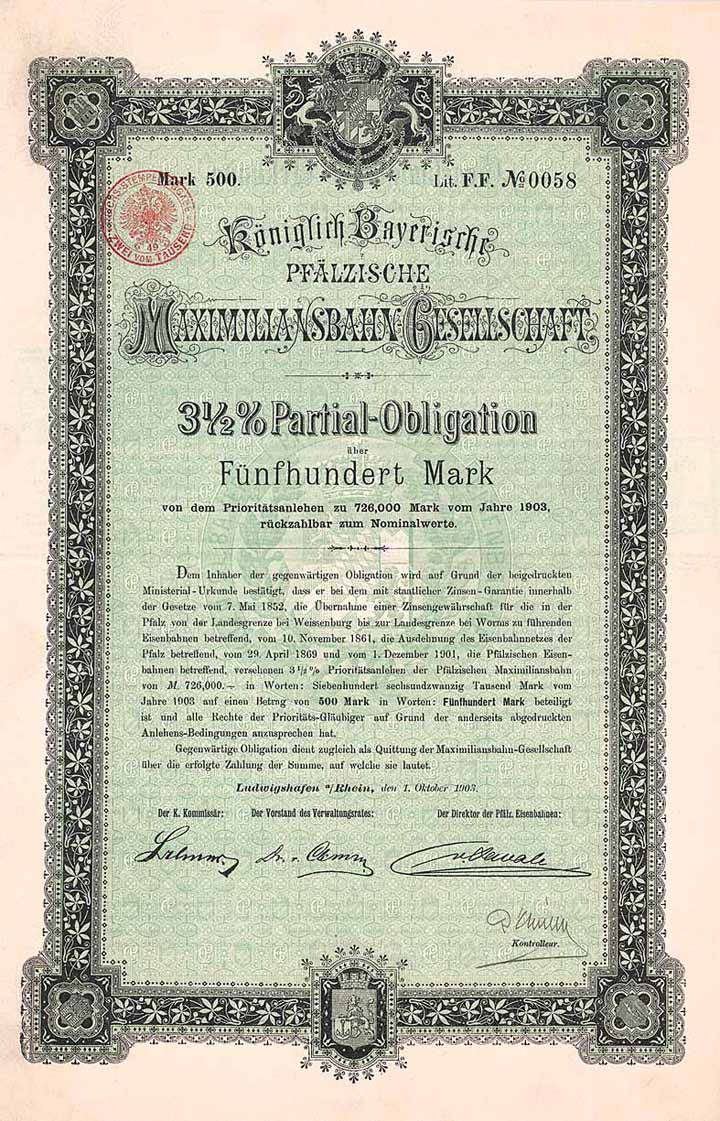 Mark 500.
Lit. F.F. № 0058
ZWEI VOM TAUSEND
Königlich Bayerische
PFÄLZISCHE
MAXIMILIANSBAHN-GESELLSCHAFT.
3½% Partial-Obligation
über
Fünfhundert Mark
von dem Prioritätsanlehen zu 726,000 Mark vom Jahre 1903,
rückzahlbar zum Nominalwerte.
Dem Inhaber der gegenwärtigen Obligation wird auf Grund der beigedruckten
Ministerial-Urkunde bestätigt, dass er bei dem mit staatlicher Zinsen-Garantie innerhalb
der Gesetze vom 7. Mai 1852, die Übernahme einer Zinsengewährschaft für die in der
Pfalz von der Landesgrenze bei Weissenburg bis zur Landesgrenze bei Worms zu führenden
Eisenbahnen betreffend, vom 10. November 1861, die Ausdehnung des Eisenbahnnetzes der
Pfalz betreffend, vom 29. April 1869 und vom 1. Dezember 1901, die Pfälzischen Eisen-
bahnen betreffend, versehenen 3½% Prioritätsanlehen der Pfälzischen Maximiliansbahn
von M. 726,000.— in Worten: Siebenhundert sechsundzwanzig Tausend Mark vom
Jahre 1903 auf einen Betrag von 500 Mark in Worten: Fünfhundert Mark beteiligt
ist und alle Rechte der Prioritäts-Gläubiger auf Grund der anderseits abgedruckten
Anlehens-Bedingungen anzusprechen hat.
Gegenwärtige Obligation dient zugleich als Quittung der Maximiliansbahn-Gesellschaft
über die erfolgte Zahlung der Summe, auf welche sie lautet.
Ludwigshafen a/Rhein, den 1. Oktober 1903.
Der K. Kommissär: Der Vorstand des Verwaltungsrates: Der Direktor der Pfälz. Eisenbahnen:
Kontrolleur.